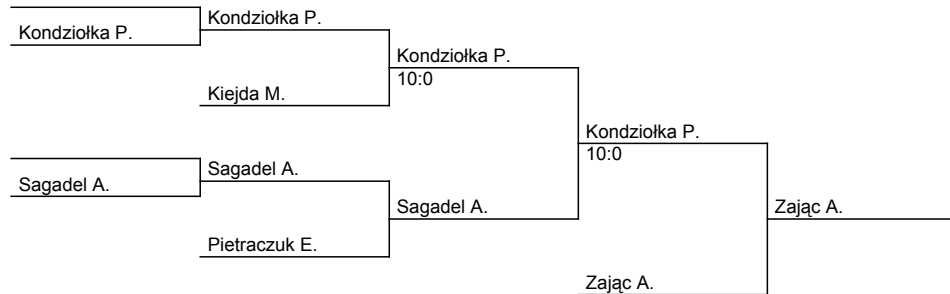 Kondziołka P.
Kondziołka P.
Kondziołka P.
10:0
Kiejda M.
Kondziołka P.
10:0
Sagadel A.
Sagadel A.
Sagadel A.
Zając A.
Pietraczuk E.
Zając A.